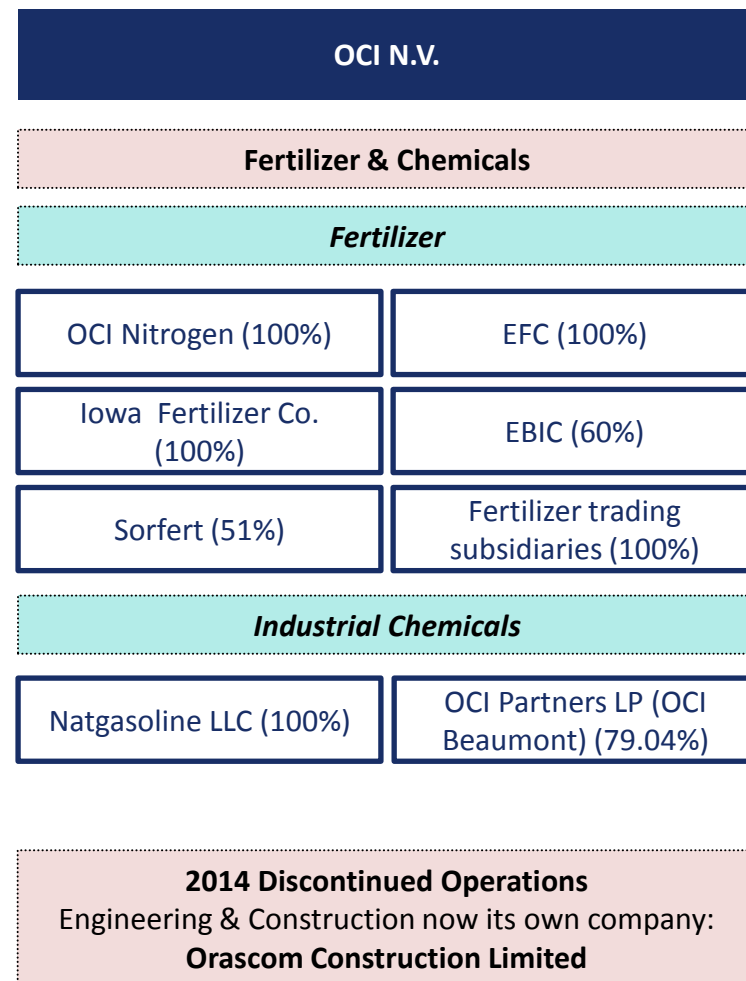 OCI N.V.
Fertilizer & Chemicals
Fertilizer
OCI Nitrogen (100%)
EFC (100%)
Iowa  Fertilizer Co.
(100%)
EBIC (60%)
Sorfert (51%)
Fertilizer trading
subsidiaries (100%)
Industrial Chemicals
Natgasoline LLC (100%)
OCI Partners LP (OCI
Beaumont) (79.04%)
2014 Discontinued Operations
Engineering & Construction now its own company:
Orascom Construction Limited